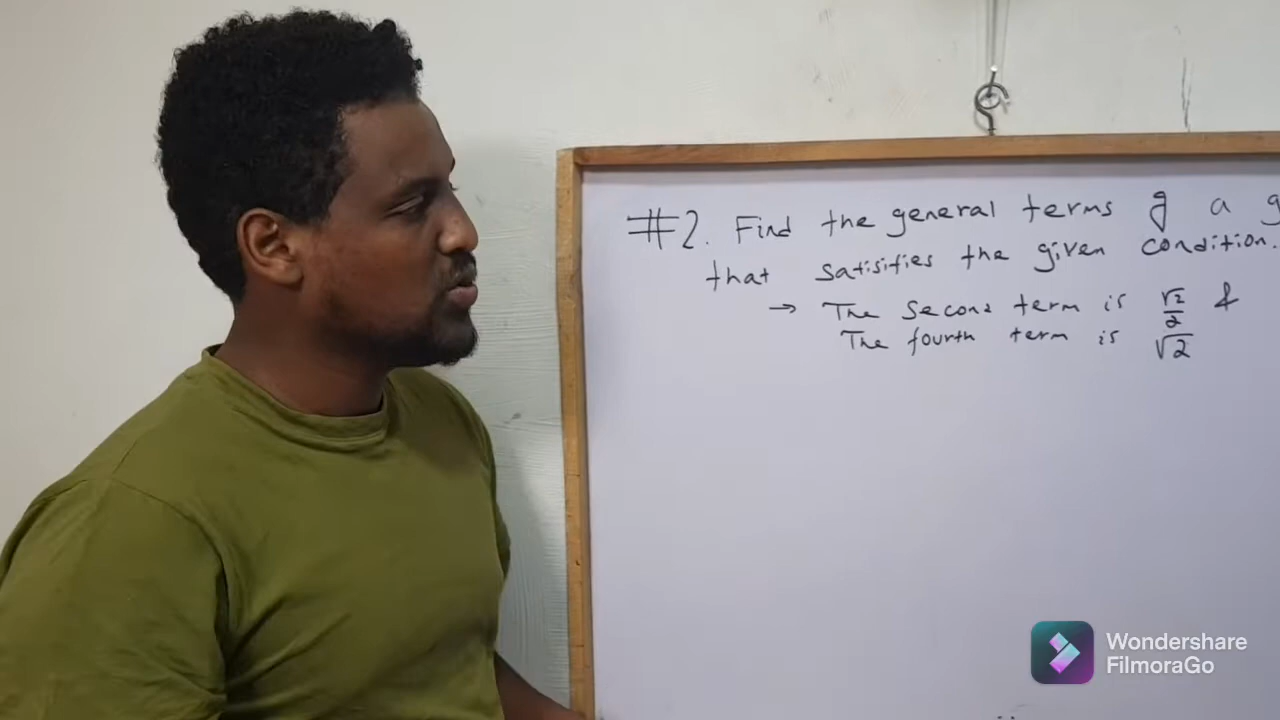 #2. Find the general terms of a g
that satisifies the given condition.
→ The Second term is √2/2 &
The fourth term is √2
Wondershare
FilmoraGo